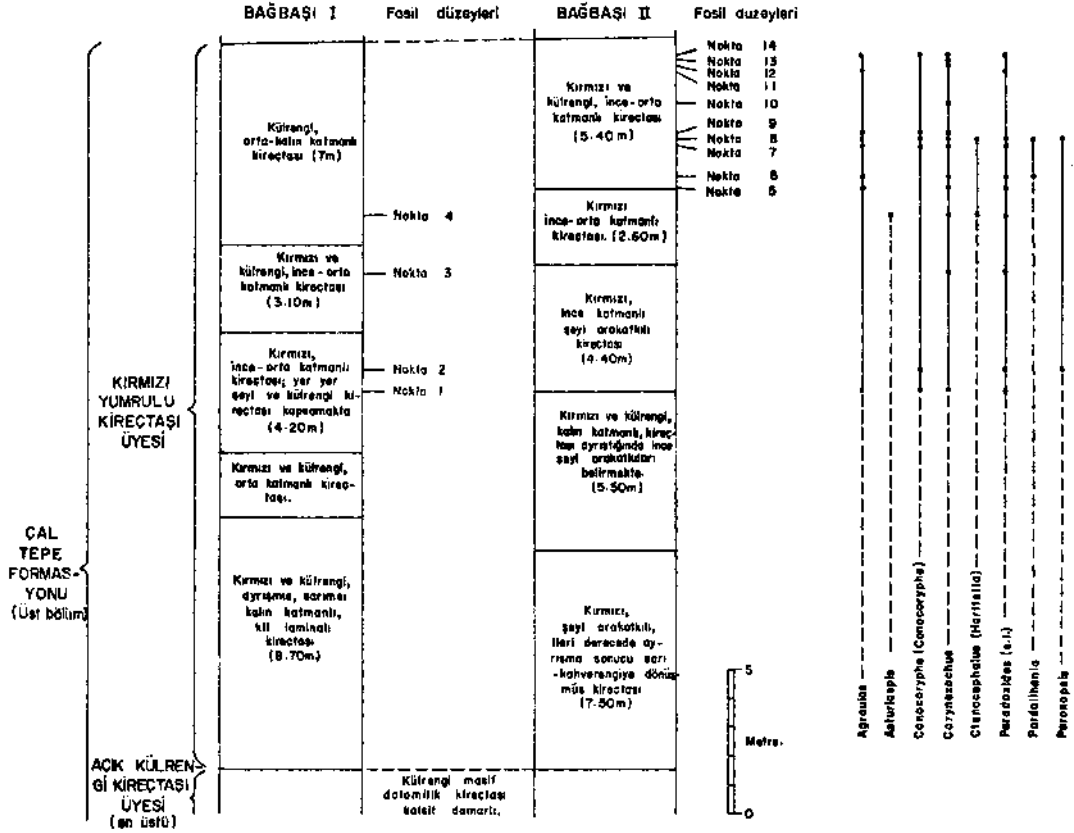 BAĞBAŞI I
Fosil düzeyleri
BAĞBAŞI II
Fosil duzeyleri
ÇAL
TEPE
FORMAS-
YONU
(Üst bölüm)
KIRMIZI
YUMRULU
KİREÇTAŞI
ÜYESİ
AÇIK KÜLREN-
Gİ KİREÇTAŞI
ÜYESİ
(en üstü)
Külrengi,
orta-kalın katmanlı
kireçtaşı (7m)
Kırmızı ve
külrengi, ince-orta
katmanlı kireçtaşı
(3.10m)
Kırmızı,
ince-orta katmanlı
kireçtaşı; yer yer
şeyl ve külrengi ki-
reçtaşı kapsamakta
(4.20m)
Kırmızı ve külrengi,
orta katmanlı kireç-
taşı.
Kırmızı ve külrengi,
ayrışma, sarımsı
kalın katmanlı,
kil laminalı
kireçtaşı
(8.70m)
Nokta 4
Nokta 3
Nokta 2
Nokta 1
Kırmızı ve
külrengi, ince-orta
katmanlı kireçtaşı
(5.40m)
Kırmızı
ince-orta katmanlı
kireçtaşı. (2.60m)
Kırmızı,
ince katmanlı
şeyl arakatkılı
kireçtaşı
(4.40m)
Kırmızı ve külrengi,
kalın katmanlı, kireç-
taşı ayrıştığında ince
şeyl arakatkıları
belirmekte.
(5.50m)
Kırmızı,
şeyl arakatkılı,
ileri derecede ay-
rışma sonucu sarı
-kahverengiye dönüş-
müş kireçtaşı
(7.50m)
Nokta 14
Nokta 13
Nokta 12
Nokta 11
Nokta 10
Nokta 9
Nokta 8
Nokta 7
Nokta 6
Nokta 5
Külrengi masif
dolomitik kireçtaşı
kalsit damarlı.
5
Metre.
0
Agraulos
Asturiaspis
Conocoryphe (Conocoryphe)
Corynexochus
Ctenocephalus (Hartella)
Paradoxides (s.l.)
Pardailhania
Peronopsis